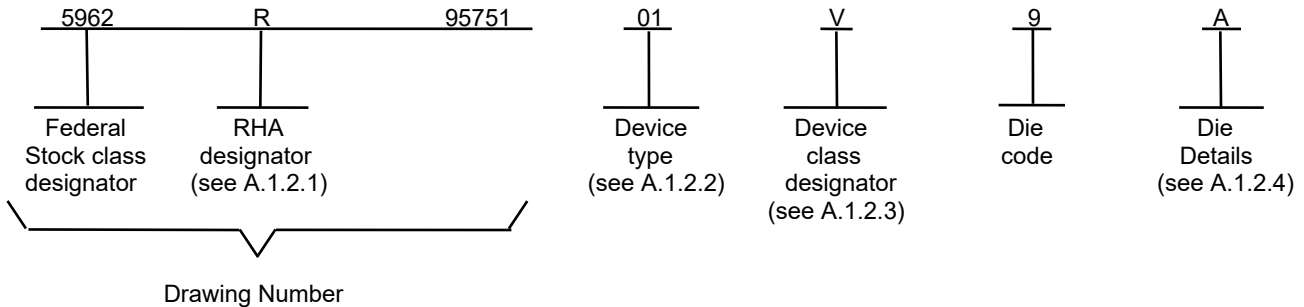 5962 R 95751 01 V 9 A
Federal Stock class designator
RHA designator (see A.1.2.1)
Device type (see A.1.2.2)
Device class designator (see A.1.2.3)
Die code
Die Details (see A.1.2.4)
Drawing Number